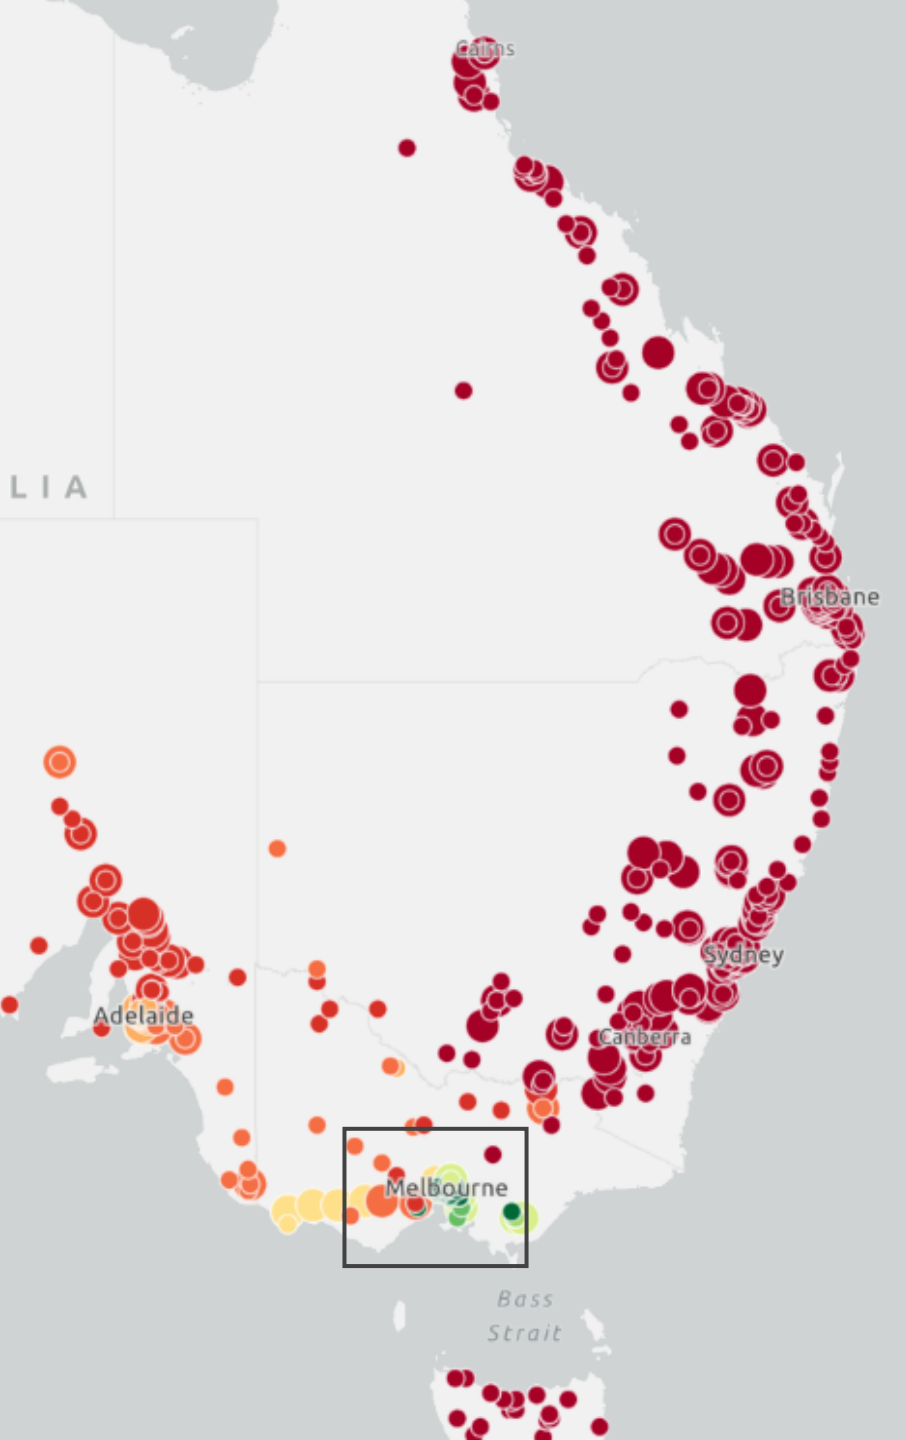 Cairns
LIA
Brisbane
Sydney
Adelaide
Canberra
Melbourne
Bass
Strait